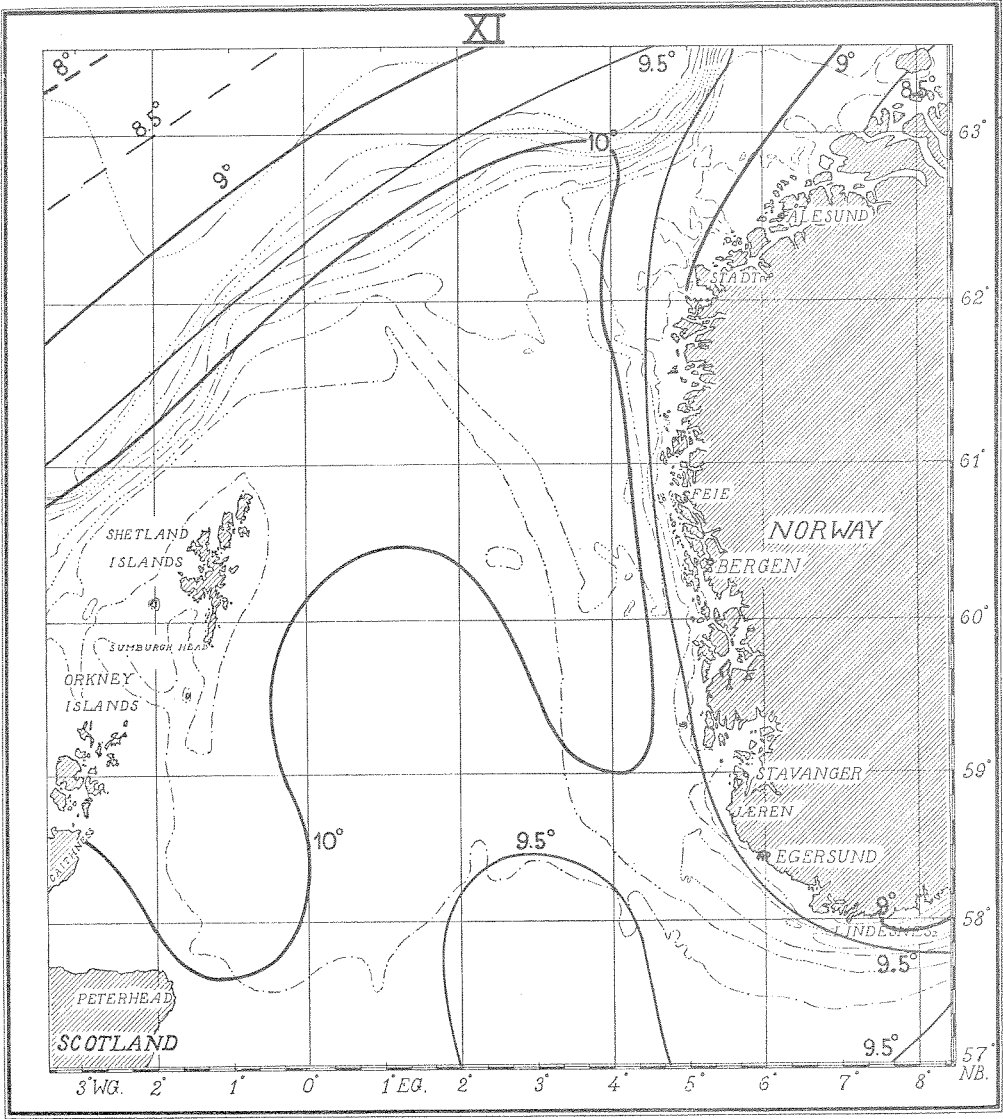 XI
8°
8.5°
9°
9.5°
9°
8.5°
10°
63°
ÅLESUND
STADT
62°
61°
FEIE
SHETLAND
ISLANDS
NORWAY
BERGEN
60°
SUMBURGH HEAD
ORKNEY
ISLANDS
59°
STAVANGER
JÆREN
CAITHNES
10°
9.5°
EGERSUND
9°
58°
LINDESNES
9.5°
PETERHEAD
SCOTLAND
9.5°
57°
NB.
3° WG. 2° 1° 0° 1° EG. 2° 3° 4° 5° 6° 7° 8°